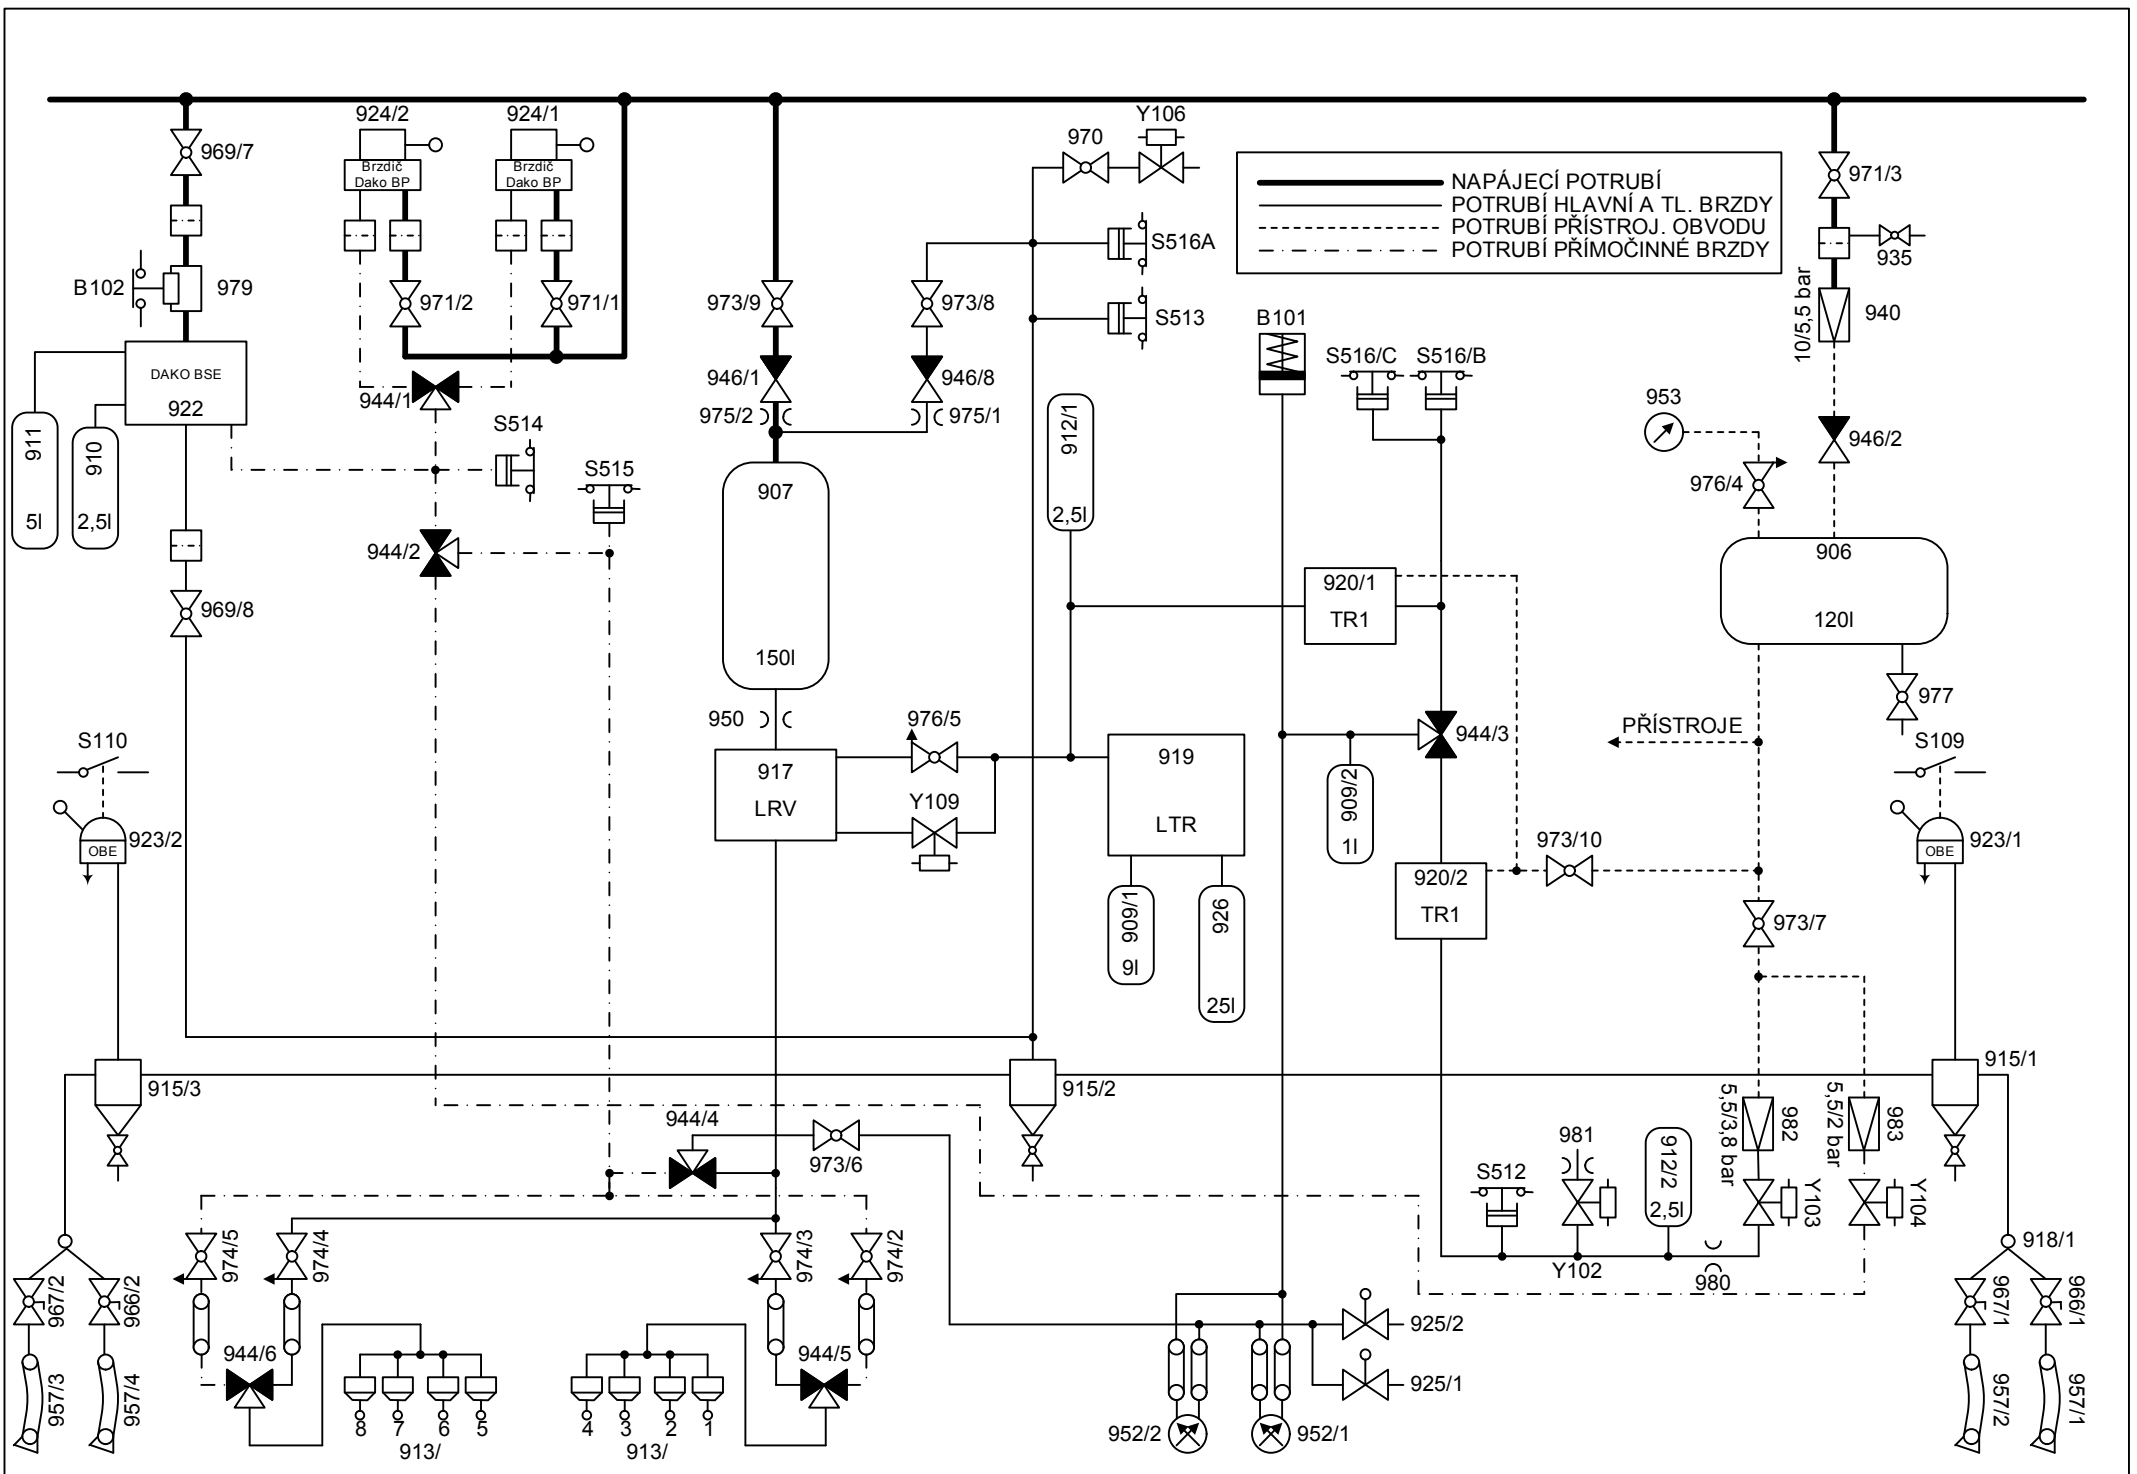 924/2
924/1
Y106
970
969/7
Brzdič
Dako BP
Brzdič
Dako BP
971/3
NAPÁJECÍ POTRUBÍ
POTRUBÍ HLAVNÍ A TL. BRZDY
POTRUBÍ PŘÍSTROJ. OBVODU
POTRUBÍ PŘÍMOČINNÉ BRZDY
S516A
935
B102
979
971/2
971/1
973/9
973/8
S513
B101
10/5,5 bar
940
S516/C
S516/B
DAKO BSE
922
944/1
946/1
946/8
975/2
975/1
953
946/2
911
5l
910
2,5l
S514
S515
907
150l
912/1
2,5l
976/4
944/2
906
120l
920/1
TR1
969/8
977
950
976/5
944/3
PŘÍSTROJE
S110
S109
917
LRV
919
LTR
Y109
909/2
1l
923/2
OBE
973/10
923/1
OBE
920/2
TR1
909/1
9l
926
25l
973/7
915/3
915/2
915/1
944/4
973/6
5,5/3,8 bar
982
5,5/2 bar
983
981
S512
912/2
2,5l
Y103
Y104
974/5
974/4
974/3
974/2
918/1
Y102
980
967/2
966/2
967/1
966/1
925/2
944/6
944/5
925/1
957/3
957/4
957/2
957/1
8
7
6
5
4
3
2
1
913/
913/
952/2
952/1